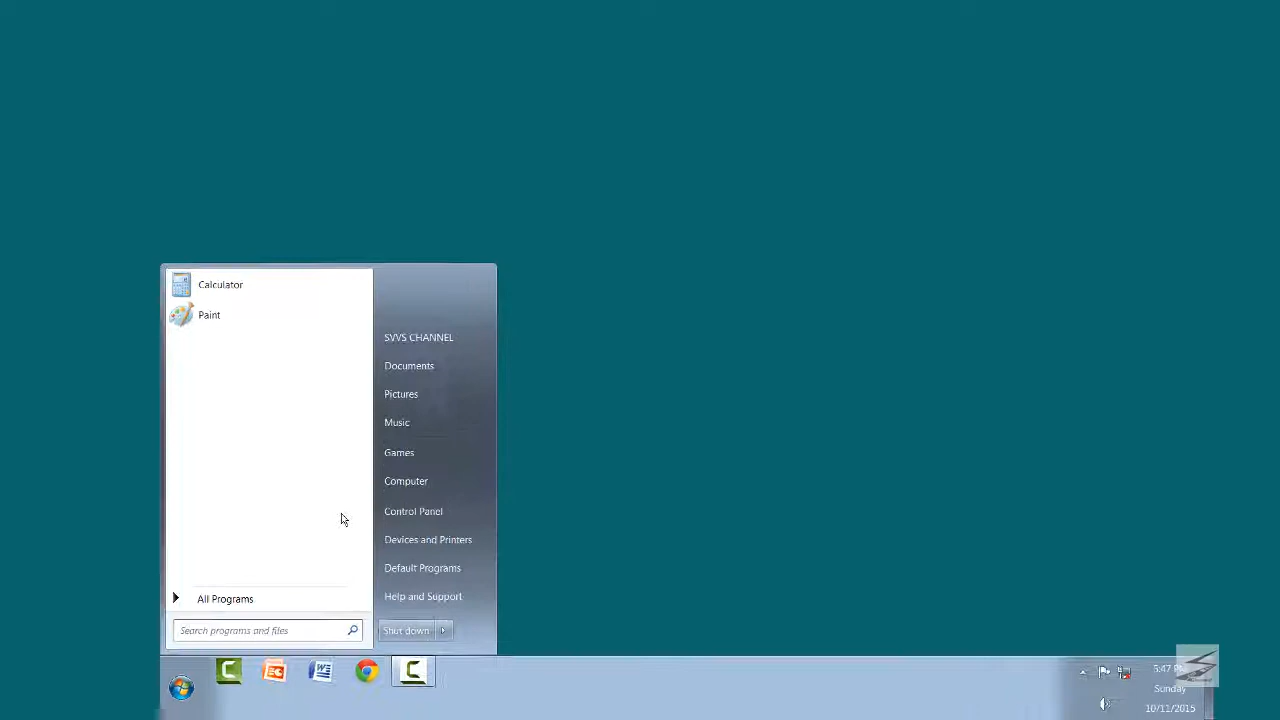 Calculator
Paint
SVVS CHANNEL
Documents
Pictures
Music
Games
Computer
Control Panel
Devices and Printers
Default Programs
Help and Support
All Programs
Search programs and files
Shut down
5:47
Sunday
10/11/2015